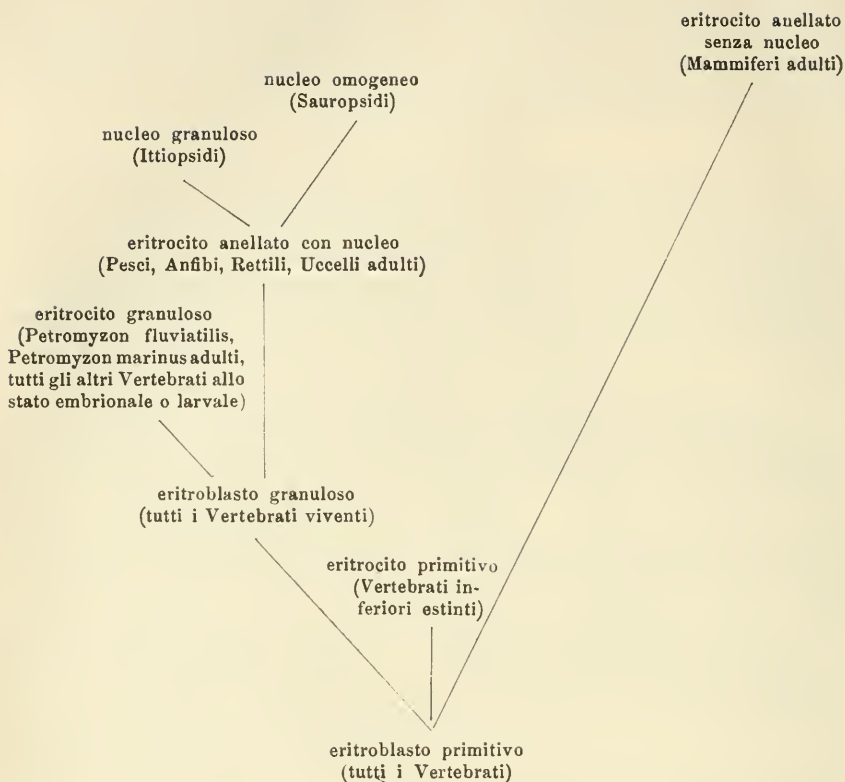 eritrocito anellato
senza nucleo
(Mammiferi adulti)
nucleo omogeneo
(Sauropsidi)
nucleo granuloso
(Ittiopsidi)
eritrocito anellato con nucleo
(Pesci, Anfibi, Rettili, Uccelli adulti)
eritrocito granuloso
(Petromyzon fluviatilis,
Petromyzon marinus adulti,
tutti gli altri Vertebrati allo
stato embrionale o larvale)
eritroblasto granuloso
(tutti i Vertebrati viventi)
eritrocito primitivo
(Vertebrati in-
feriori estinti)
eritroblasto primitivo
(tutti i Vertebrati)